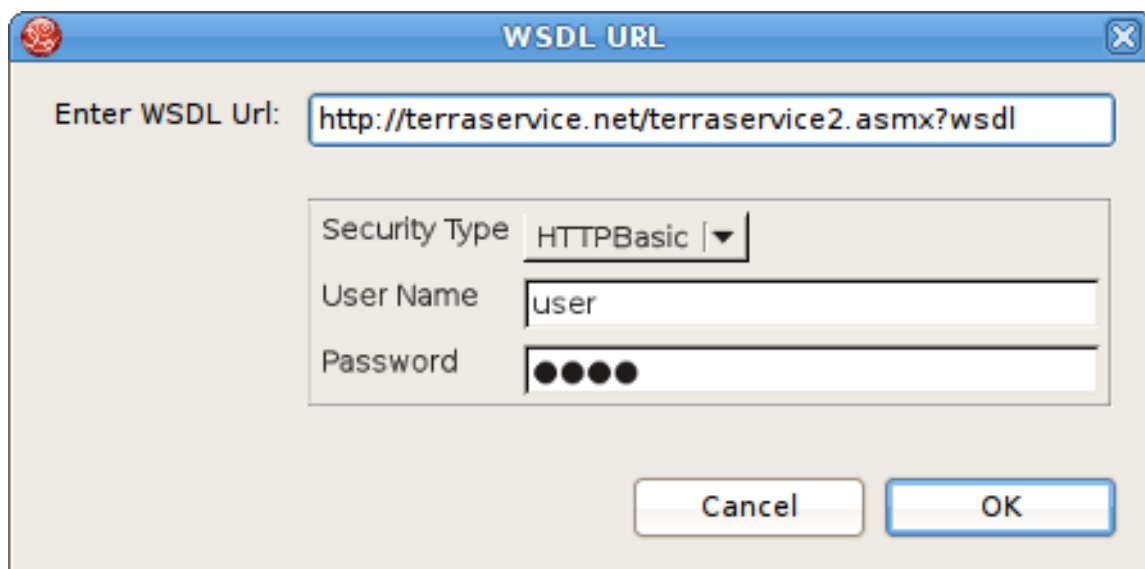 WSDL URL
Enter WSDL Url: http://terraservice.net/terraservice2.asmx?wsdl
Security Type HTTPBasic
User Name user
Password ●●●●
Cancel OK